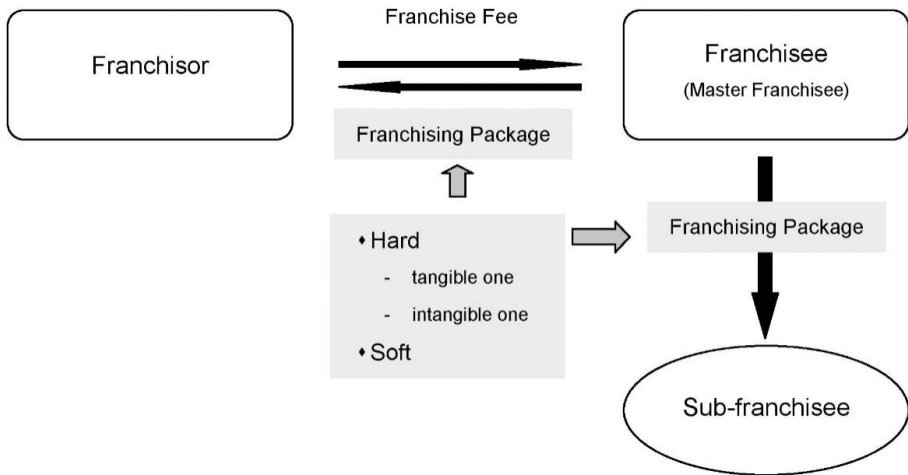 Franchise Fee
Franchisor
Franchisee
(Master Franchisee)
Franchising Package
Franchising Package
♦ Hard
- tangible one
- intangible one
♦ Soft
Sub-franchisee